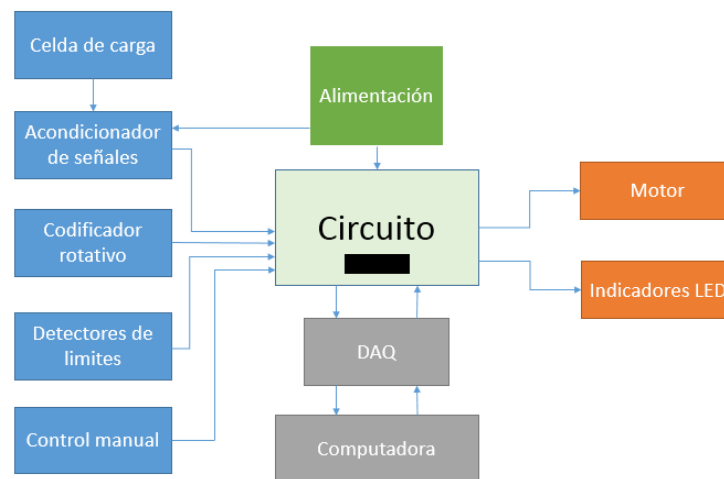 Celda de carga
Alimentación
Acondicionador
de señales
Circuito
Motor
Codificador
rotativo
Indicadores LED
Detectores de
limites
DAQ
Control manual
Computadora